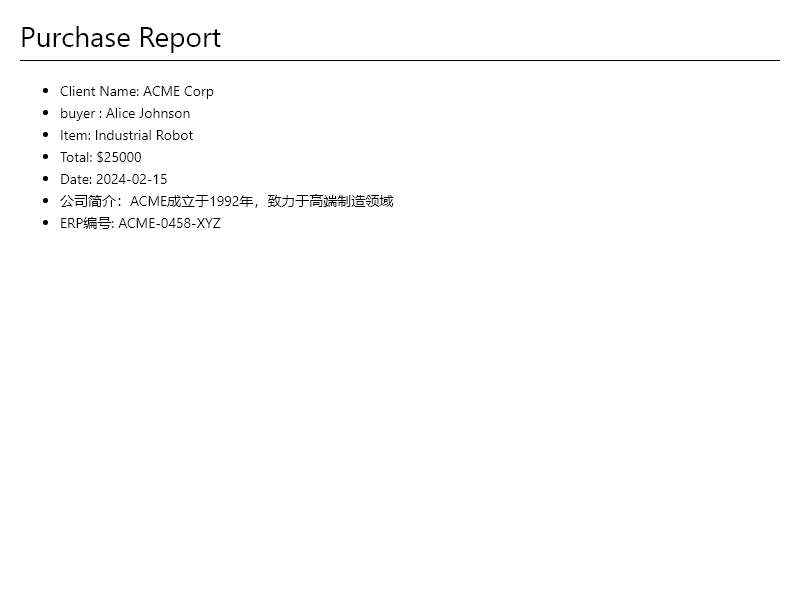 Purchase Report
Client Name: ACME Corp
buyer : Alice Johnson
Item: Industrial Robot
Total: $25000
Date: 2024-02-15
公司简介：ACME成立于1992年，致力于高端制造领域
ERP编号: ACME-0458-XYZ